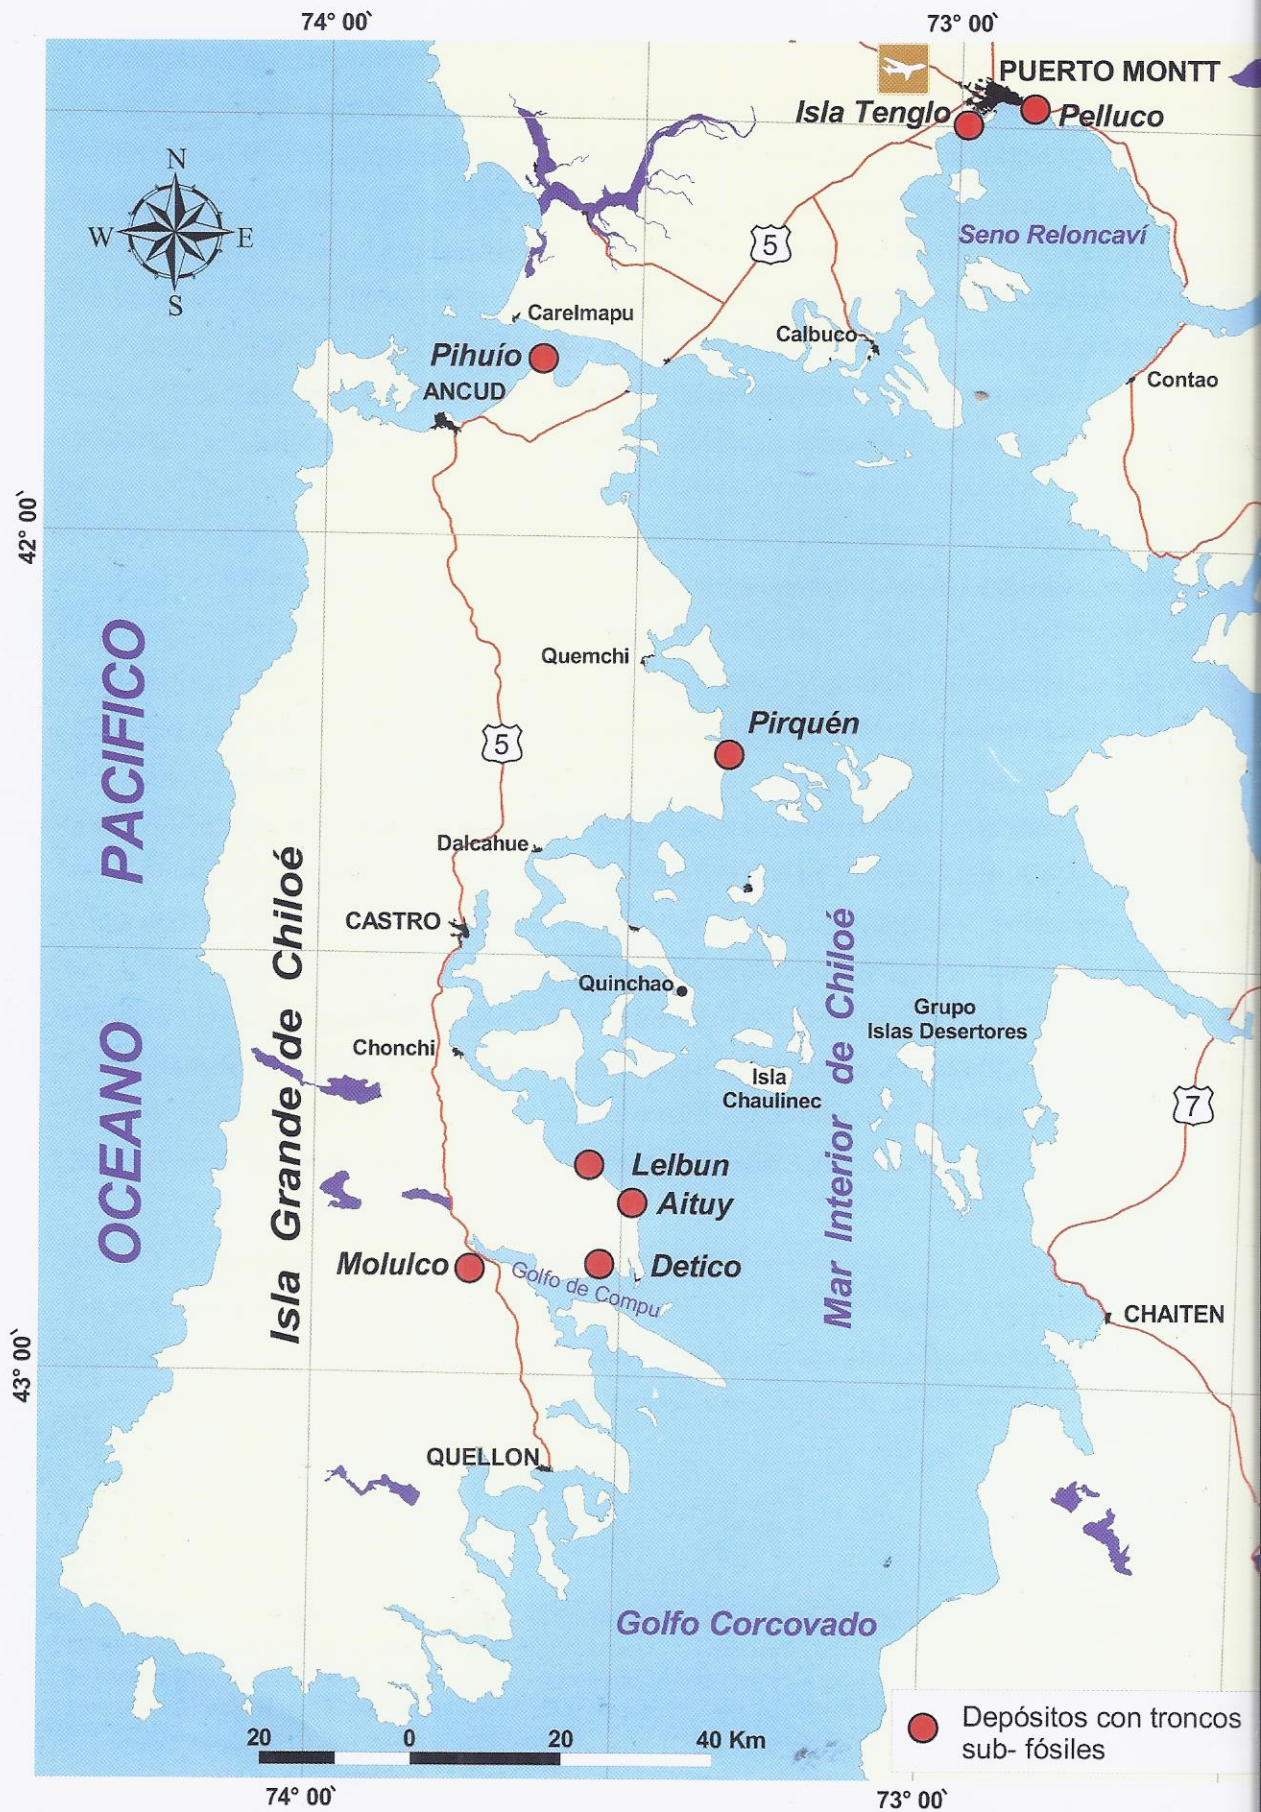 74° 00`
73° 00`
PUERTO MONTT
Isla Tenglo
Pelluco
N
W
E
S
5
Seno Reloncaví
Carelmapu
Calbuco
Pihuío
ANCUD
Contao
42° 00`
Quemchi
Pirquén
5
Dalcahue
CASTRO
OCEANO PACIFICO
Isla Grande de Chiloé
Mar Interior de Chiloé
Quinchao
Grupo
Islas Desertores
Chonchi
Isla
Chaulinec
7
Lelbun
Aituy
Molulco
Detico
Golfo de Compu
CHAITEN
43° 00`
QUELLON
Golfo Corcovado
Depósitos con troncos
sub- fósiles
20 0 20 40 Km
74° 00`
73° 00`